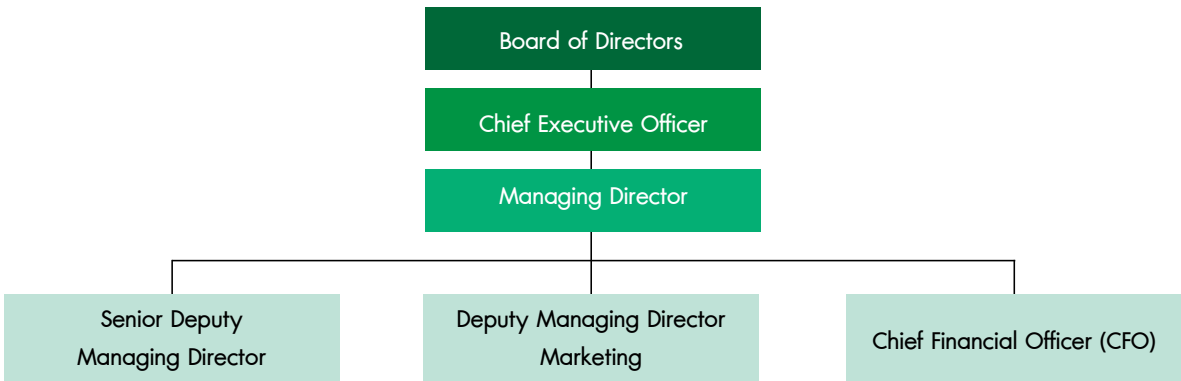 Board of Directors
Chief Executive Officer
Managing Director
Senior Deputy
Managing Director
Deputy Managing Director
Marketing
Chief Financial Officer (CFO)